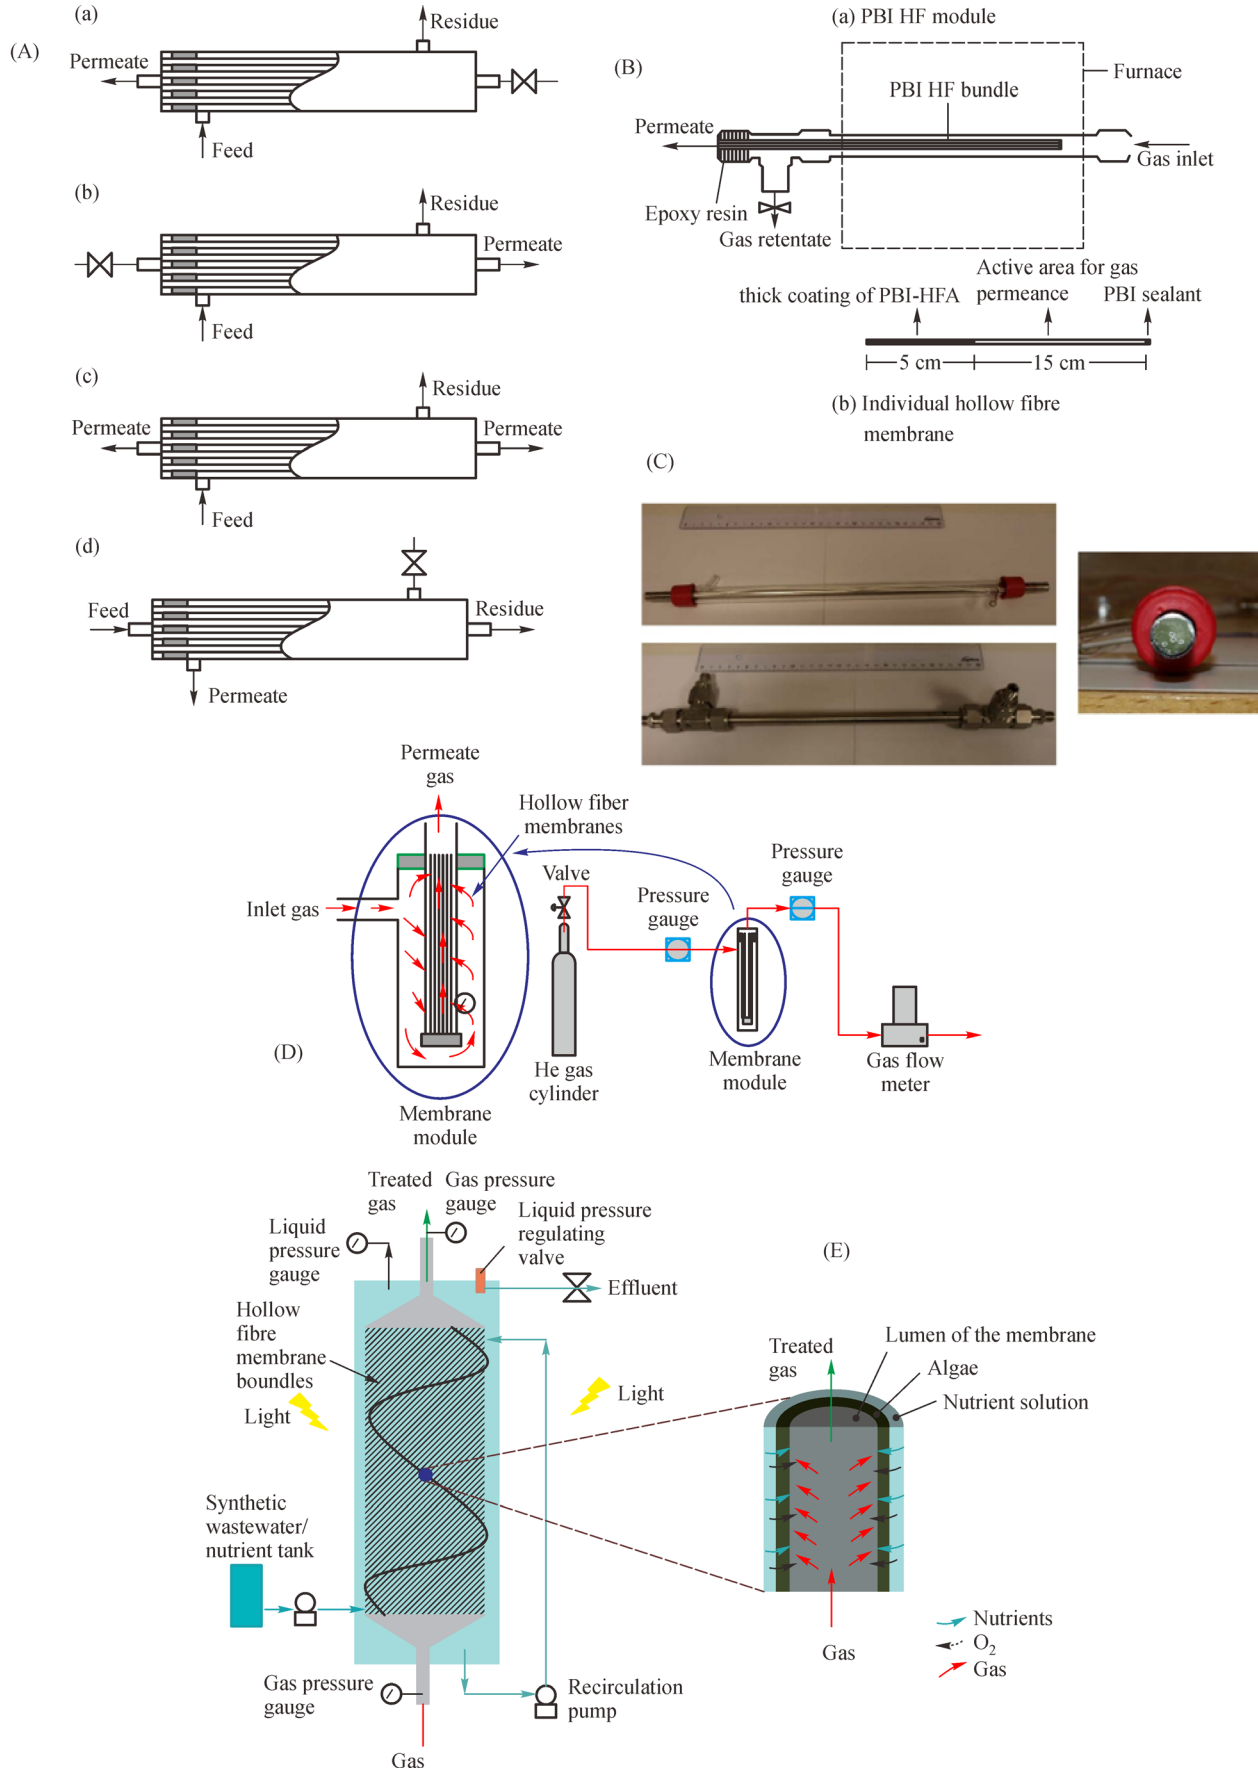 (A)
(a)
Residue
Permeate
Feed
(b)
Residue
Permeate
Feed
(c)
Residue
Permeate
Permeate
Feed
(d)
Feed
Residue
Permeate
(a) PBI HF module
(B)
Furnace
PBI HF bundle
Permeate
Gas inlet
Epoxy resin
Gas retentate
Active area for gas
thick coating of PBI-HFA
permeance
PBI sealant
5 cm
15 cm
(b) Individual hollow fibre
membrane
(C)
Permeate
gas
Hollow fiber
membranes
Inlet gas
Valve
Pressure
gauge
Pressure
gauge
(D)
He gas
cylinder
Membrane
module
Gas flow
meter
Membrane
module
Treated
gas
Gas pressure
gauge
Liquid pressure
regulating
valve
Liquid
pressure
gauge
Effluent
Hollow
fibre
membrane
boundles
Light
Light
Synthetic
wastewater/
nutrient tank
Gas pressure
gauge
Recirculation
pump
Gas
(E)
Lumen of the membrane
Treated
gas
Algae
Nutrient solution
Gas
Nutrients
O2
Gas